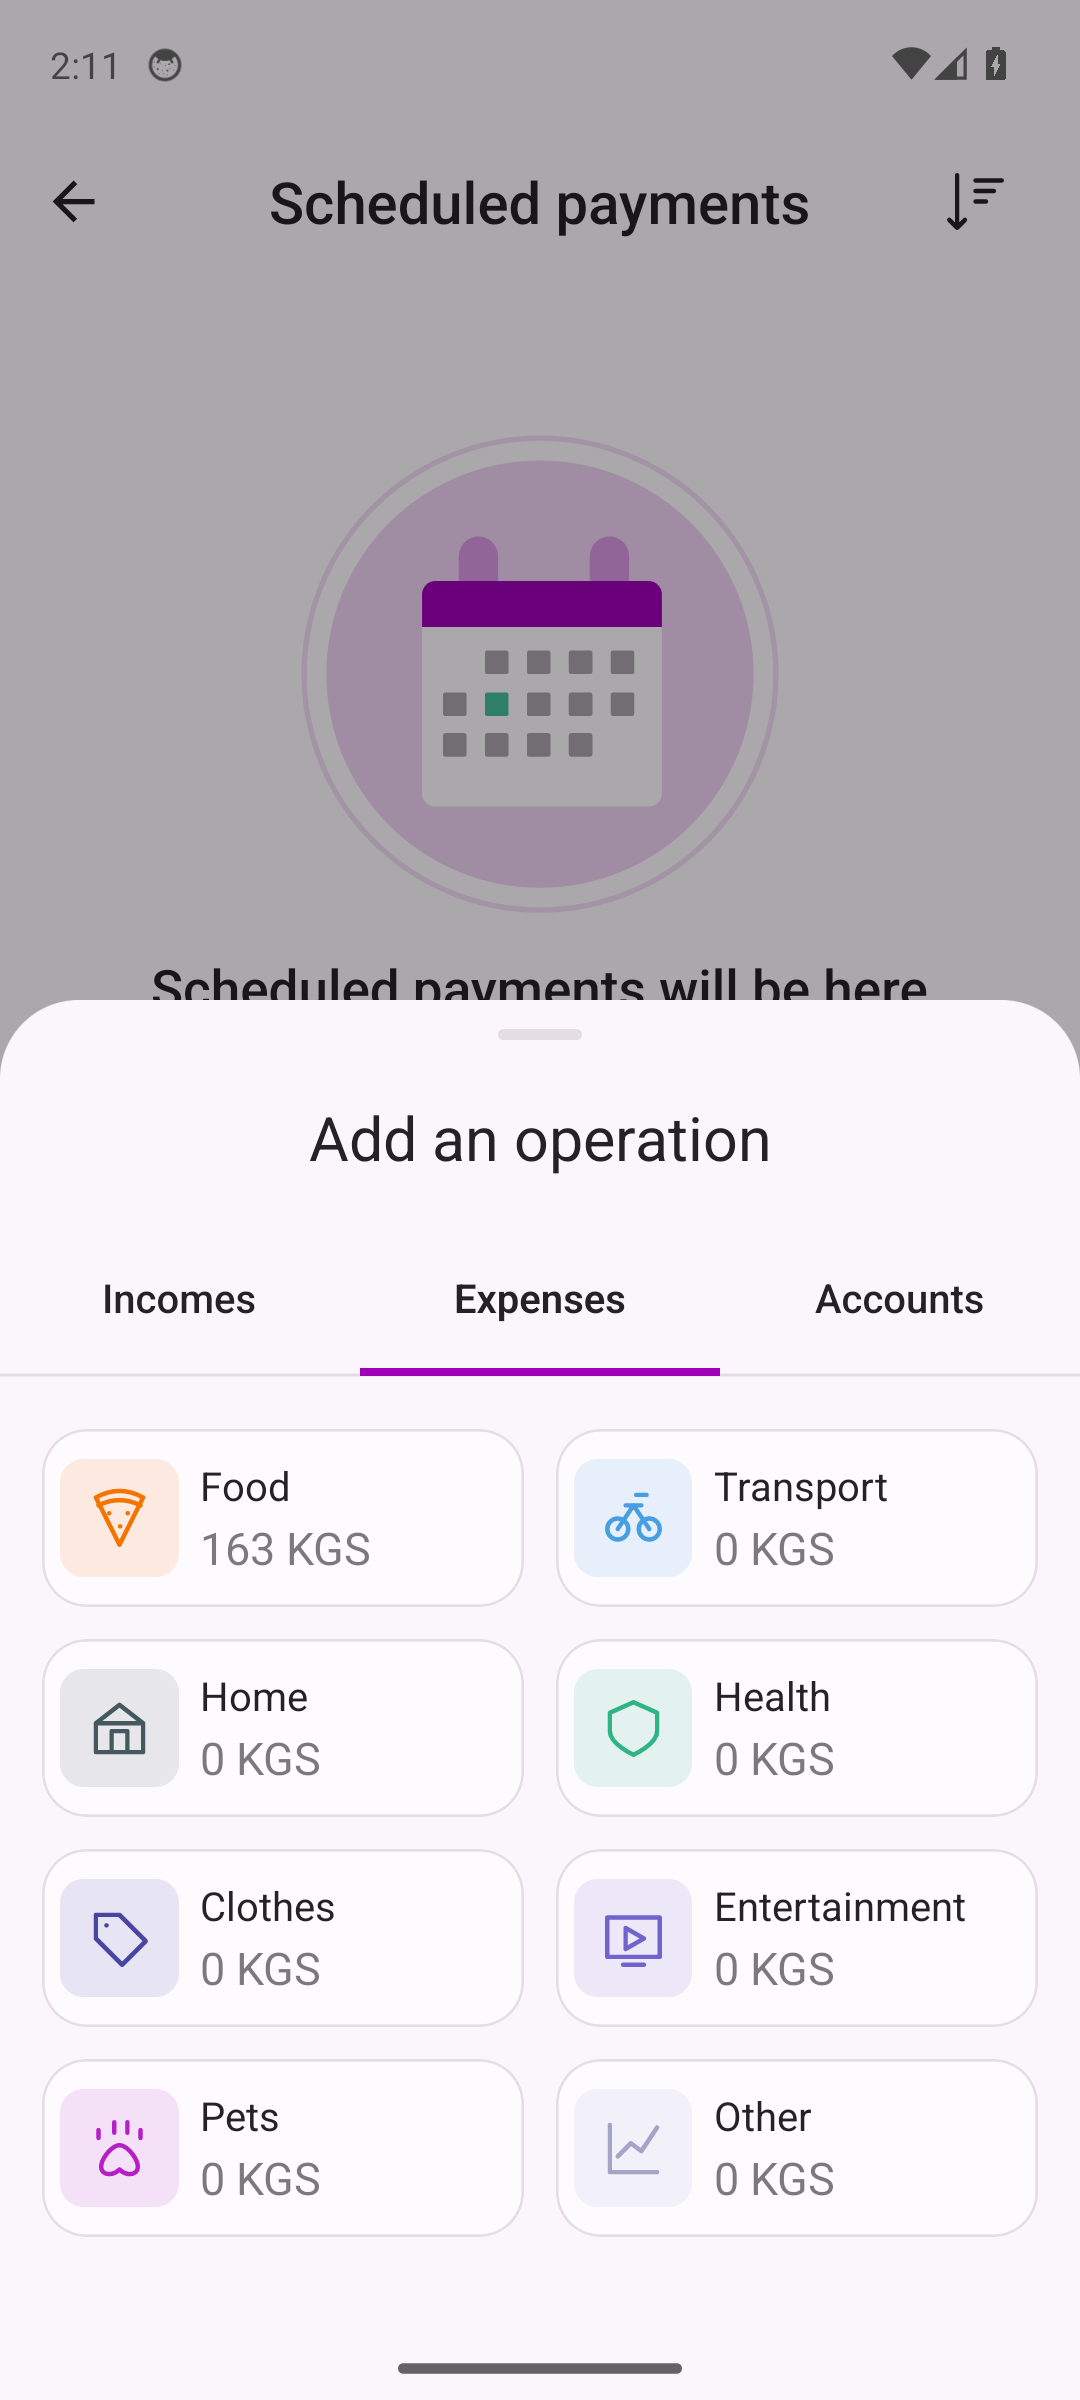 2:11
Scheduled payments
Scheduled payments will be here
Add an operation
Incomes
Expenses
Accounts
Food
163 KGS
Transport
0 KGS
Home
0 KGS
Health
0 KGS
Clothes
0 KGS
Entertainment
0 KGS
Pets
0 KGS
Other
0 KGS